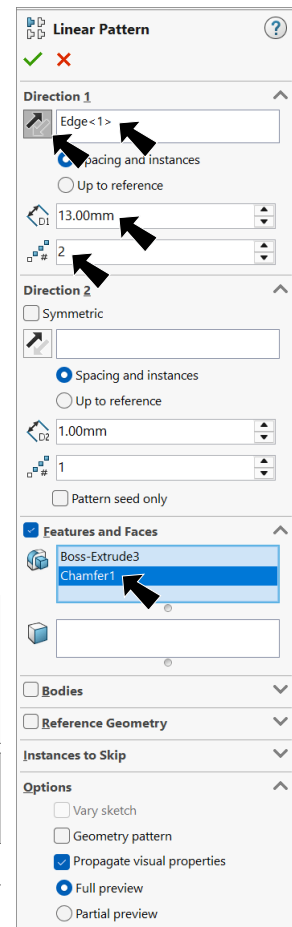 Linear Pattern
?
Direction 1
Edge<1>
Spacing and instances
Up to reference
D1 13.00mm
# 2
Direction 2
Symmetric
Spacing and instances
Up to reference
D2 1.00mm
# 1
Pattern seed only
Features and Faces
Boss-Extrude3
Chamfer1
Bodies
Reference Geometry
Instances to Skip
Options
Vary sketch
Geometry pattern
Propagate visual properties
Full preview
Partial preview